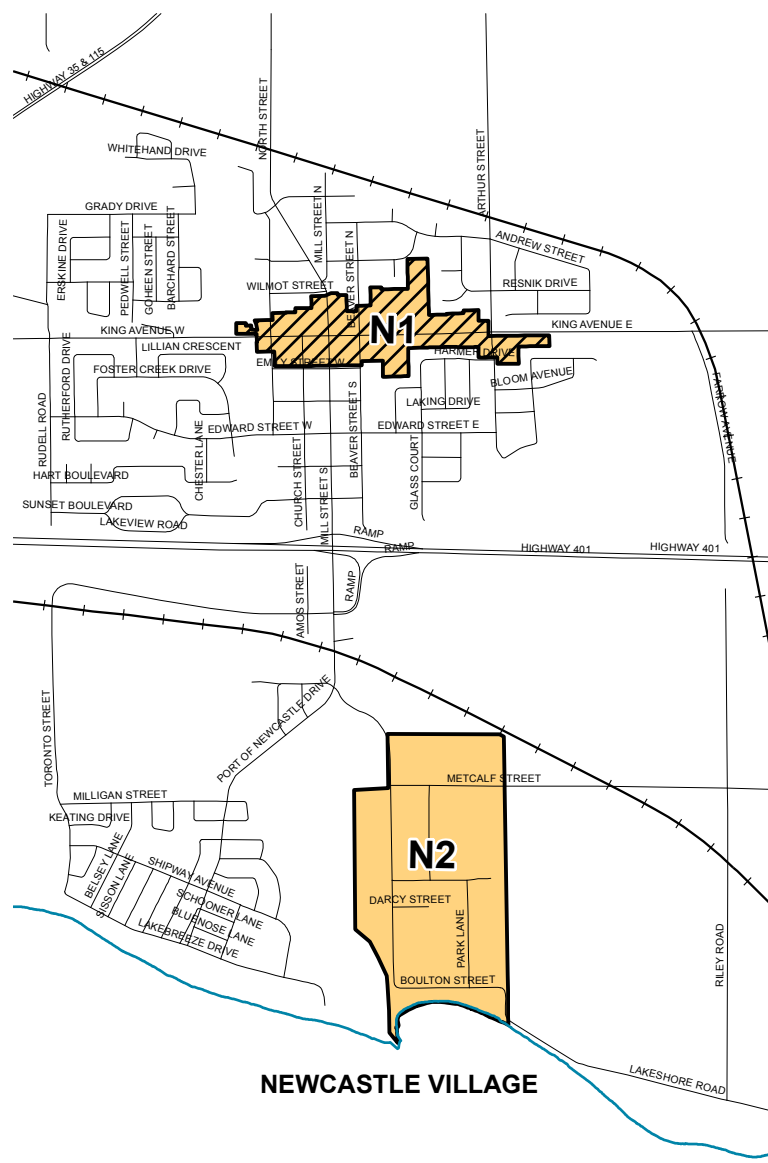 HIGHWAY 35 & 115
WHITEHAND DRIVE
NORTH STREET
ARTHUR STREET
GRADY DRIVE
ERSKINE DRIVE
PEDWELL STREET
GOHEEN STREET
BARCHARD STREET
MILL STREET N
BEAVER STREET N
ANDREW STREET
WILMOT STREET
RESNIK DRIVE
KING AVENUE W
N1
KING AVENUE E
LILLIAN CRESCENT
EMILY STREET W
HARMER DRIVE
FOSTER CREEK DRIVE
BLOOM AVENUE
RUTHERFORD DRIVE
RUDELL ROAD
LAKING DRIVE
FARROW AVENUE
EDWARD STREET W
EDWARD STREET E
CHESTER LANE
CHURCH STREET
MILL STREET S
BEAVER STREET S
GLASS COURT
HART BOULEVARD
SUNSET BOULEVARD
LAKEVIEW ROAD
RAMP
RAMP
HIGHWAY 401
HIGHWAY 401
AMOS STREET
RAMP
TORONTO STREET
PORT OF NEWCASTLE DRIVE
METCALF STREET
MILLIGAN STREET
KEATING DRIVE
N2
BELSEY LANE
SISSON LANE
SHIPWAY AVENUE
SCHOONER LANE
BLUENOSE LANE
LAKEBREEZE DRIVE
DARCY STREET
PARK LANE
BOULTON STREET
RILEY ROAD
LAKESHORE ROAD
NEWCASTLE VILLAGE